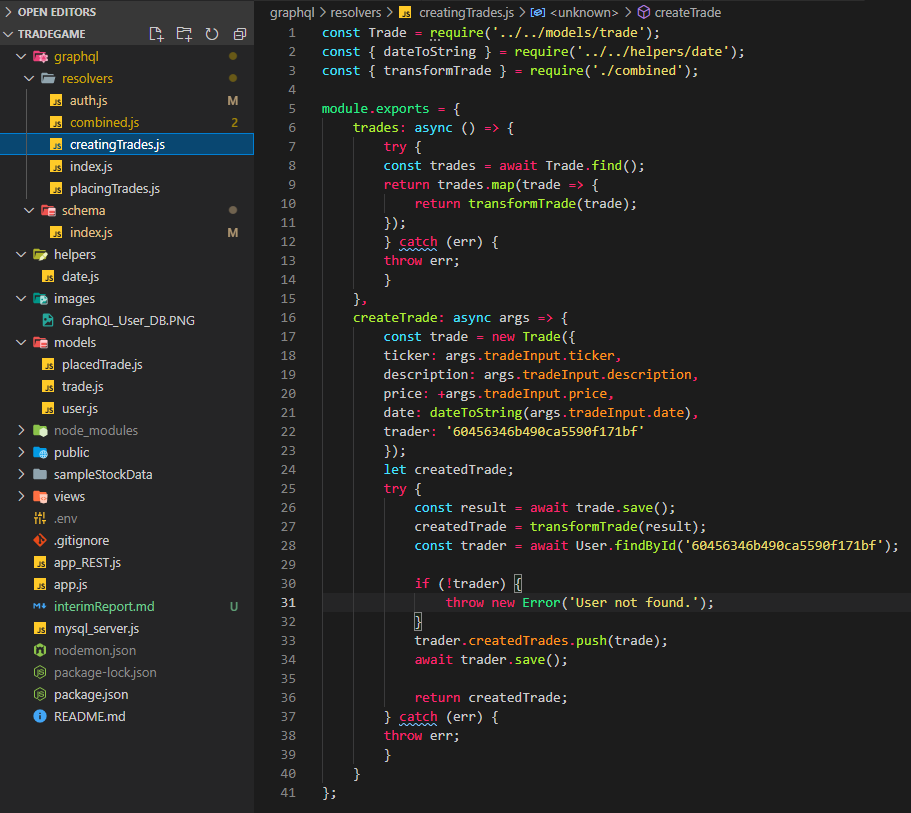 OPEN EDITORS
TRADEGAME
graphql
resolvers
auth.js M
combined.js 2
creatingTrades.js
index.js
placingTrades.js
schema
index.js M
helpers
date.js
images
GraphQL_User_DB.PNG
models
placedTrade.js
trade.js
user.js
node_modules
public
sampleStockData
views
.env
.gitignore
app_REST.js
app.js
interimReport.md U
mysql_server.js
nodemon.json
package-lock.json
package.json
README.md
graphql > resolvers > JS creatingTrades.js > <unknown> > createTrade
1 const Trade = require('../../models/trade');
2 const { dateToString } = require('../../helpers/date');
3 const { transformTrade } = require('./combined');
4
5 module.exports = {
6 trades: async () => {
7 try {
8 const trades = await Trade.find();
9 return trades.map(trade => {
10 return transformTrade(trade);
11 });
12 } catch (err) {
13 throw err;
14 }
15 },
16 createTrade: async args => {
17 const trade = new Trade({
18 ticker: args.tradeInput.ticker,
19 description: args.tradeInput.description,
20 price: +args.tradeInput.price,
21 date: dateToString(args.tradeInput.date),
22 trader: '60456346b490ca5590f171bf'
23 });
24 let createdTrade;
25 try {
26 const result = await trade.save();
27 createdTrade = transformTrade(result);
28 const trader = await User.findById('60456346b490ca5590f171bf');
29
30 if (!trader) {
31 throw new Error('User not found.');
32 }
33 trader.createdTrades.push(trade);
34 await trader.save();
35
36 return createdTrade;
37 } catch (err) {
38 throw err;
39 }
40 }
41 };